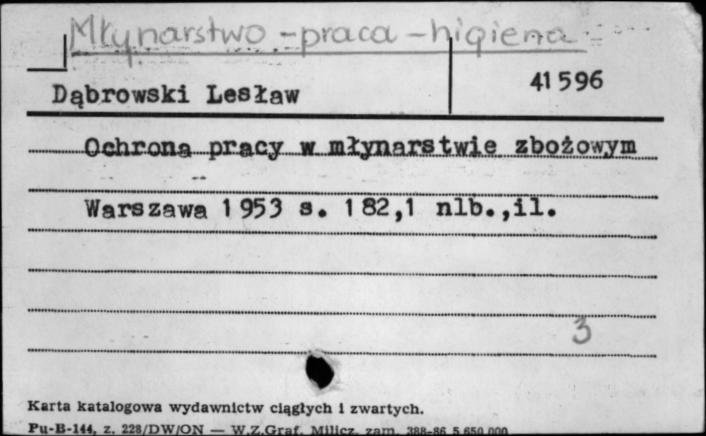 Młynarstwo - praca - higiena
Dąbrowski Lesław 41596
Ochrona pracy w młynarstwie zbożowym
Warszawa 1953 s. 182,1 nlb.,il.
3
Karta katalogowa wydawnictw ciągłych i zwartych.
Pu-B-144, z. 228/DW/ON — W.Z.Graf. Milicz, zam. 388-86 5.650.000